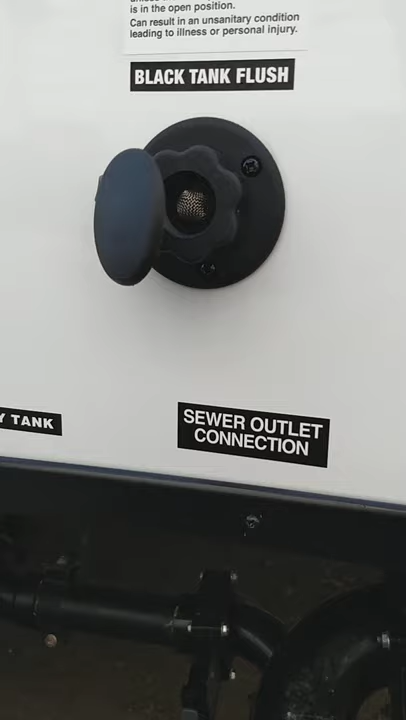 is in the open position.
Can result in an unsanitary condition
leading to illness or personal injury.
BLACK TANK FLUSH
Y TANK
SEWER OUTLET
CONNECTION